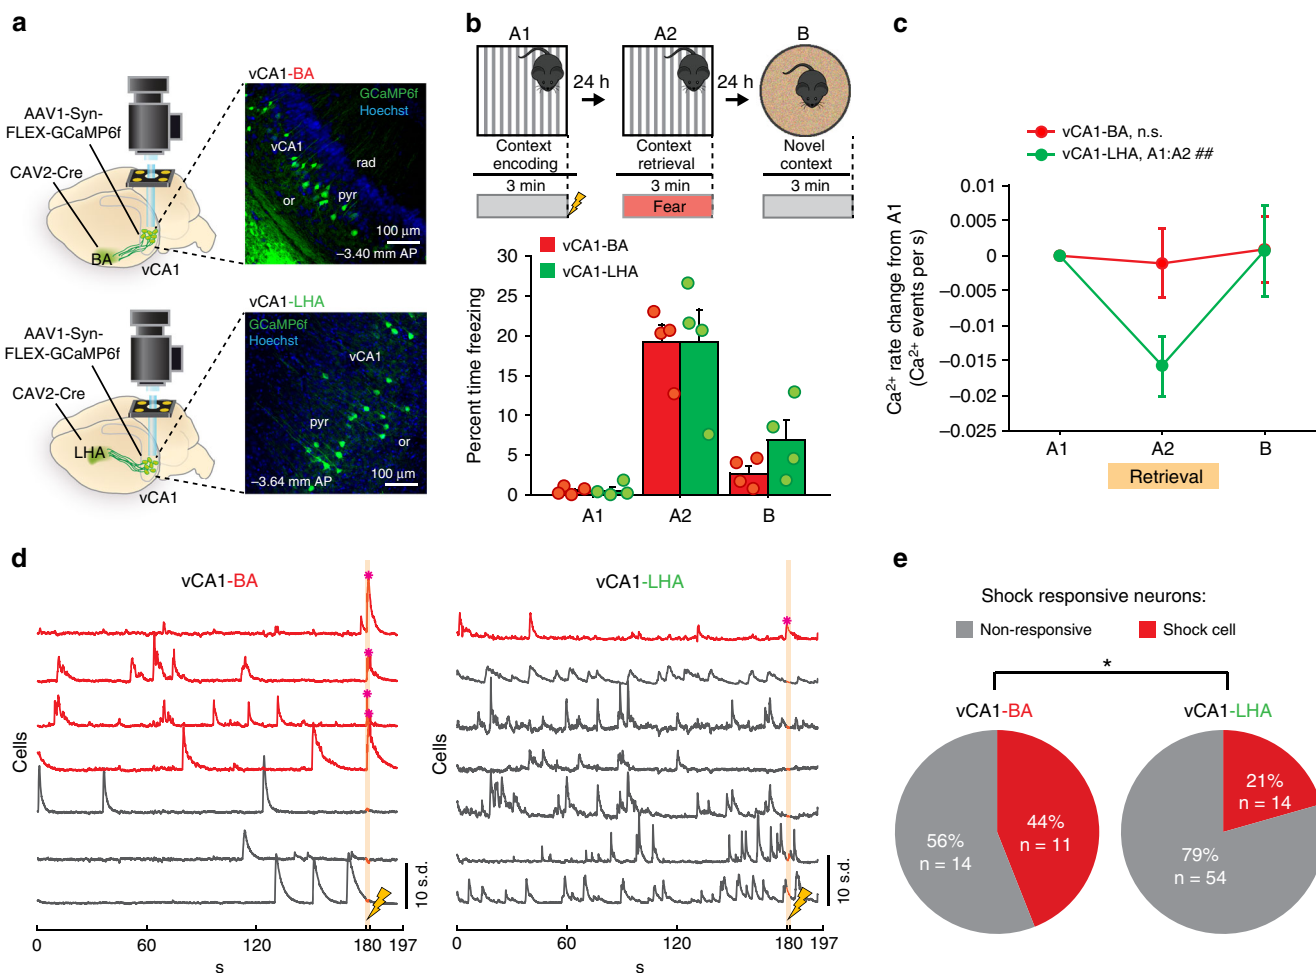 a
vCA1-BA
AAV1-Syn-
FLEX-GCaMP6f
CAV2-Cre
BA
vCA1
GCaMP6f
Hoechst
vCA1
rad
or
pyr
100 μm
–3.40 mm AP
vCA1-LHA
AAV1-Syn-
FLEX-GCaMP6f
CAV2-Cre
LHA
vCA1
GCaMP6f
Hoechst
vCA1
pyr
or
–3.64 mm AP
100 μm
b
A1
A2
B
24 h
24 h
Context
encoding
Context
retrieval
Novel
context
3 min
3 min
3 min
Fear
vCA1-BA
vCA1-LHA
Percent time freezing
30
25
20
15
10
5
0
A1
A2
B
c
vCA1-BA, n.s.
vCA1-LHA, A1:A2 ##
Ca²⁺ rate change from A1
(Ca²⁺ events per s)
0.01
0.005
0
–0.005
–0.01
–0.015
–0.02
–0.025
A1
A2
B
Retrieval
d
vCA1-BA
Cells
10 s.d.
0
60
120
180
197
s
vCA1-LHA
Cells
10 s.d.
0
60
120
180
197
s
e
Shock responsive neurons:
Non-responsive
Shock cell
*
vCA1-BA
vCA1-LHA
56%
n = 14
44%
n = 11
21%
n = 14
79%
n = 54